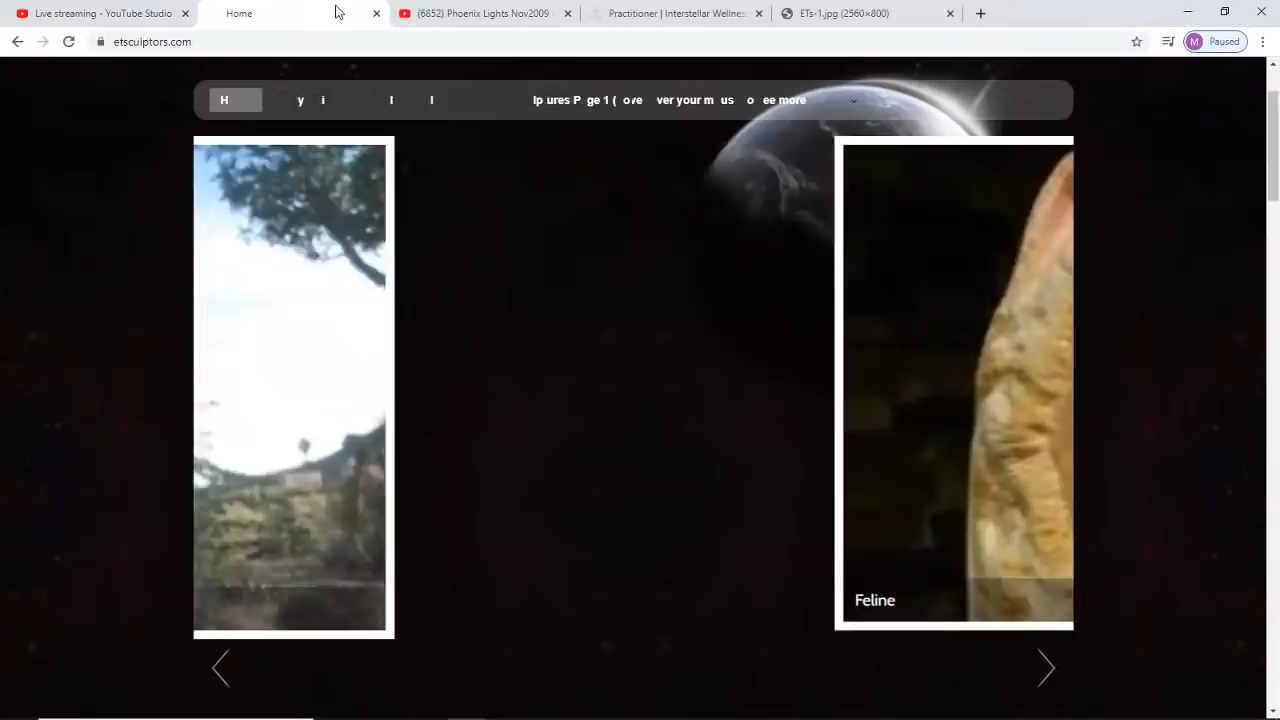 Live streaming - YouTube Studio
Home
(6852) Phoenix Lights Nov2009 -
Practitioner | Interstellar Wellnes
ETs-1.jpg (2560×800)
etsculptors.com
M Paused
Feline